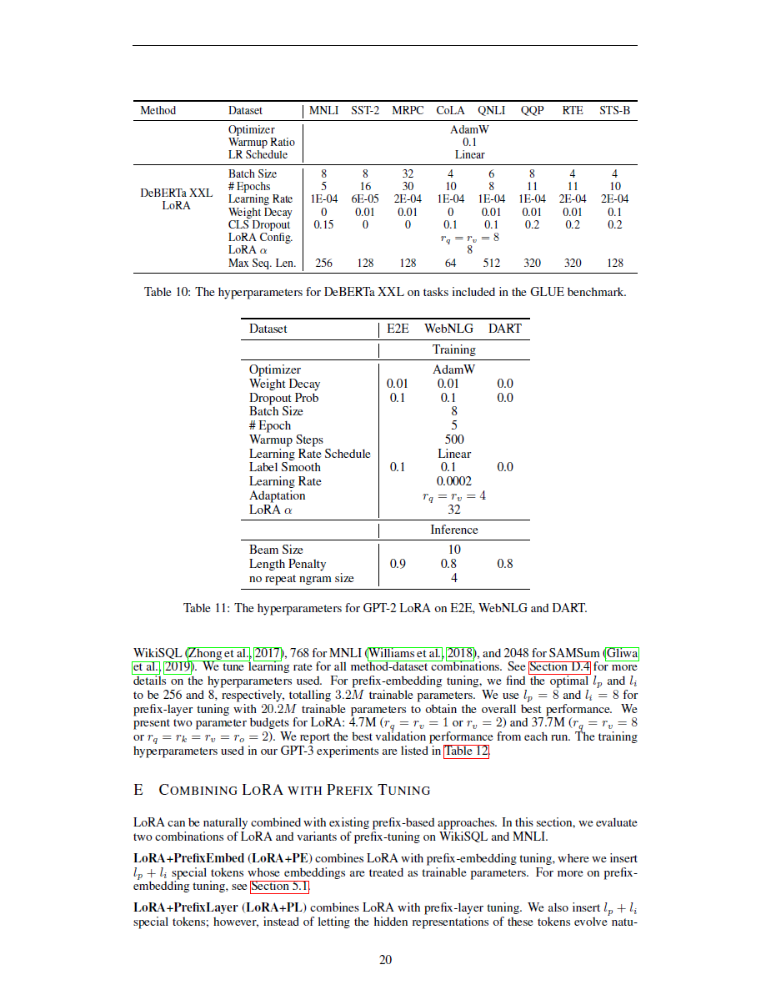 Method Dataset MNLI SST-2 MRPC CoLA QNLI QQP RTE STS-B
Optimizer AdamW
Warmup Ratio 0.1
LR Schedule Linear
DeBERTa XXL
LoRA
Batch Size 8 8 32 4 6 8 4 4
# Epochs 5 16 30 10 8 11 11 10
Learning Rate 1E-04 6E-05 2E-04 1E-04 1E-04 1E-04 2E-04 2E-04
Weight Decay 0 0.01 0.01 0 0.01 0.01 0.01 0.1
CLS Dropout 0.15 0 0 0.1 0.1 0.2 0.2 0.2
LoRA Config. r_q = r_v = 8
LoRA α 8
Max Seq. Len. 256 128 128 64 512 320 320 128
Table 10: The hyperparameters for DeBERTa XXL on tasks included in the GLUE benchmark.
Dataset E2E WebNLG DART
Training
Optimizer AdamW
Weight Decay 0.01 0.01 0.0
Dropout Prob 0.1 0.1 0.0
Batch Size 8
# Epoch 5
Warmup Steps 500
Learning Rate Schedule Linear
Label Smooth 0.1 0.1 0.0
Learning Rate 0.0002
Adaptation r_q = r_v = 4
LoRA α 32
Inference
Beam Size 10
Length Penalty 0.9 0.8 0.8
no repeat ngram size 4
Table 11: The hyperparameters for GPT-2 LoRA on E2E, WebNLG and DART.
WikiSQL (Zhong et al., 2017), 768 for MNLI (Williams et al., 2018), and 2048 for SAMSum (Gliwa
et al., 2019). We tune learning rate for all method-dataset combinations. See Section D.4 for more
details on the hyperparameters used. For prefix-embedding tuning, we find the optimal l_p and l_i
to be 256 and 8, respectively, totalling 3.2M trainable parameters. We use l_p = 8 and l_i = 8 for
prefix-layer tuning with 20.2M trainable parameters to obtain the overall best performance. We
present two parameter budgets for LoRA: 4.7M (r_q = r_v = 1 or r_v = 2) and 37.7M (r_q = r_v = 8
or r_q = r_k = r_v = r_o = 2). We report the best validation performance from each run. The training
hyperparameters used in our GPT-3 experiments are listed in Table 12.
E COMBINING LORA WITH PREFIX TUNING
LoRA can be naturally combined with existing prefix-based approaches. In this section, we evaluate
two combinations of LoRA and variants of prefix-tuning on WikiSQL and MNLI.
LoRA+PrefixEmbed (LoRA+PE) combines LoRA with prefix-embedding tuning, where we insert
l_p + l_i special tokens whose embeddings are treated as trainable parameters. For more on prefix-
embedding tuning, see Section 5.1.
LoRA+PrefixLayer (LoRA+PL) combines LoRA with prefix-layer tuning. We also insert l_p + l_i
special tokens; however, instead of letting the hidden representations of these tokens evolve natu-
20